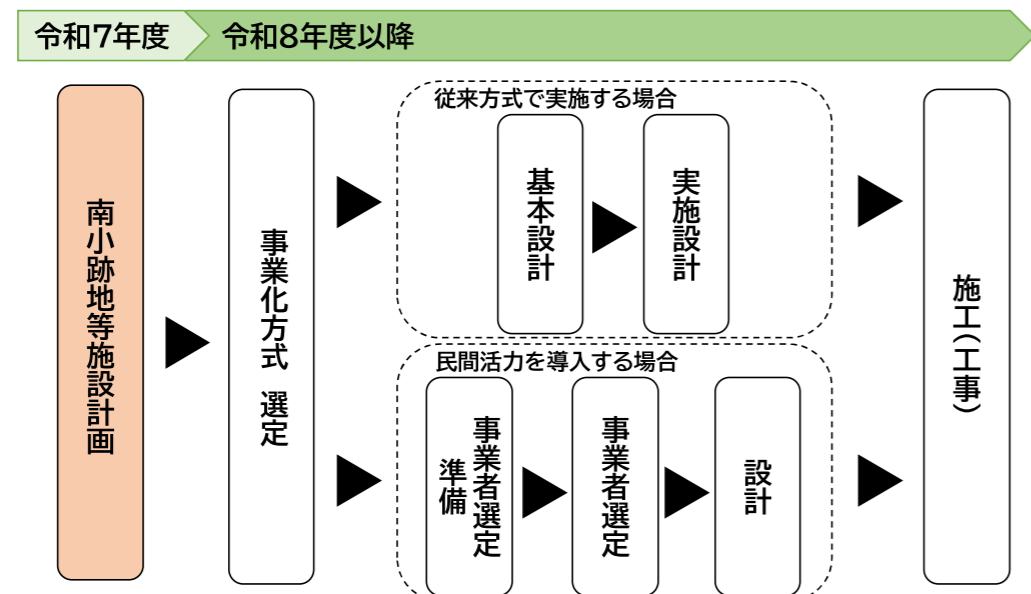 令和7年度
令和8年度以降
南小跡地等施設計画
事業化方式 選定
従来方式で実施する場合
基本設計
実施設計
民間活力を導入する場合
事業者選定
準備
事業者選定
設計
施工(工事)